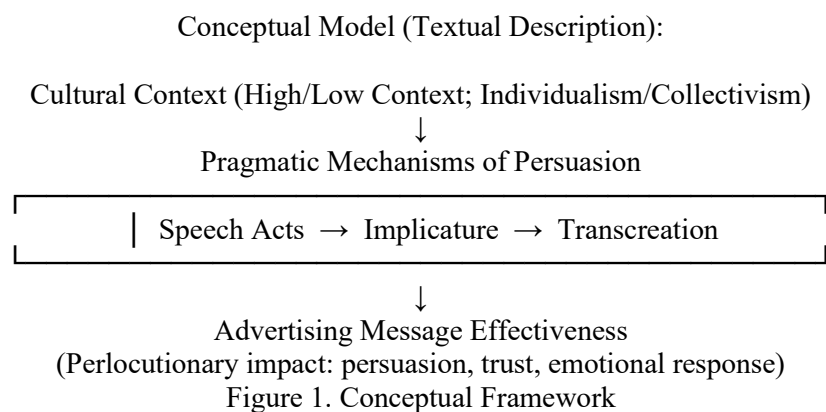 Conceptual Model (Textual Description):
Cultural Context (High/Low Context; Individualism/Collectivism)
↓
Pragmatic Mechanisms of Persuasion
│ Speech Acts → Implicature → Transcreation
↓
Advertising Message Effectiveness
(Perlocutionary impact: persuasion, trust, emotional response)
Figure 1. Conceptual Framework